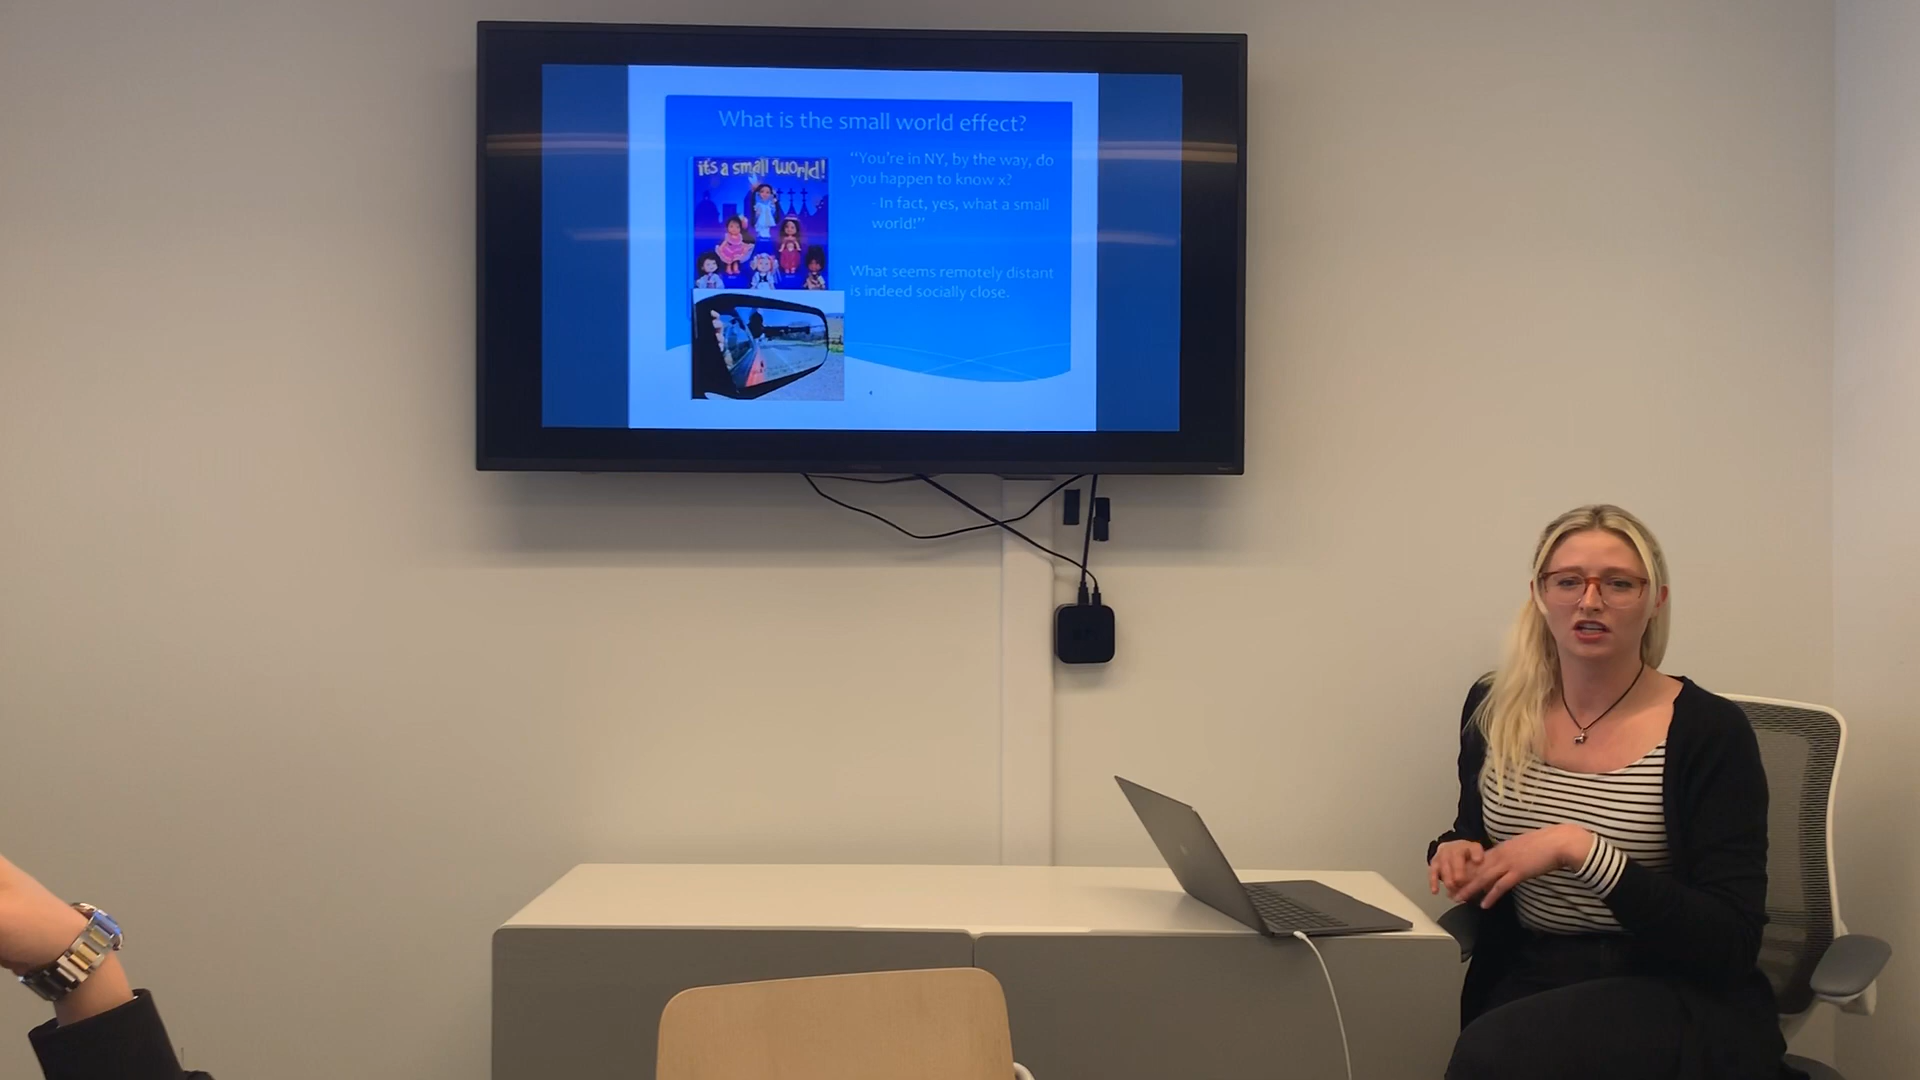 What is the small world effect?
it's a small world!
"You're in NY, by the way, do
you happen to know x?
- In fact, yes, what a small
world!"
What seems remotely distant
is indeed socially close.